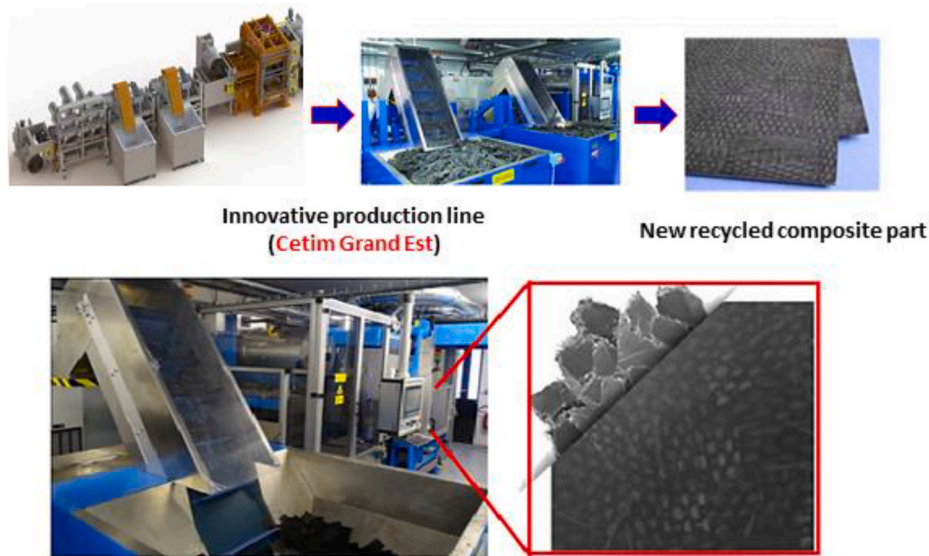 Innovative production line
(Cetim Grand Est)
New recycled composite part